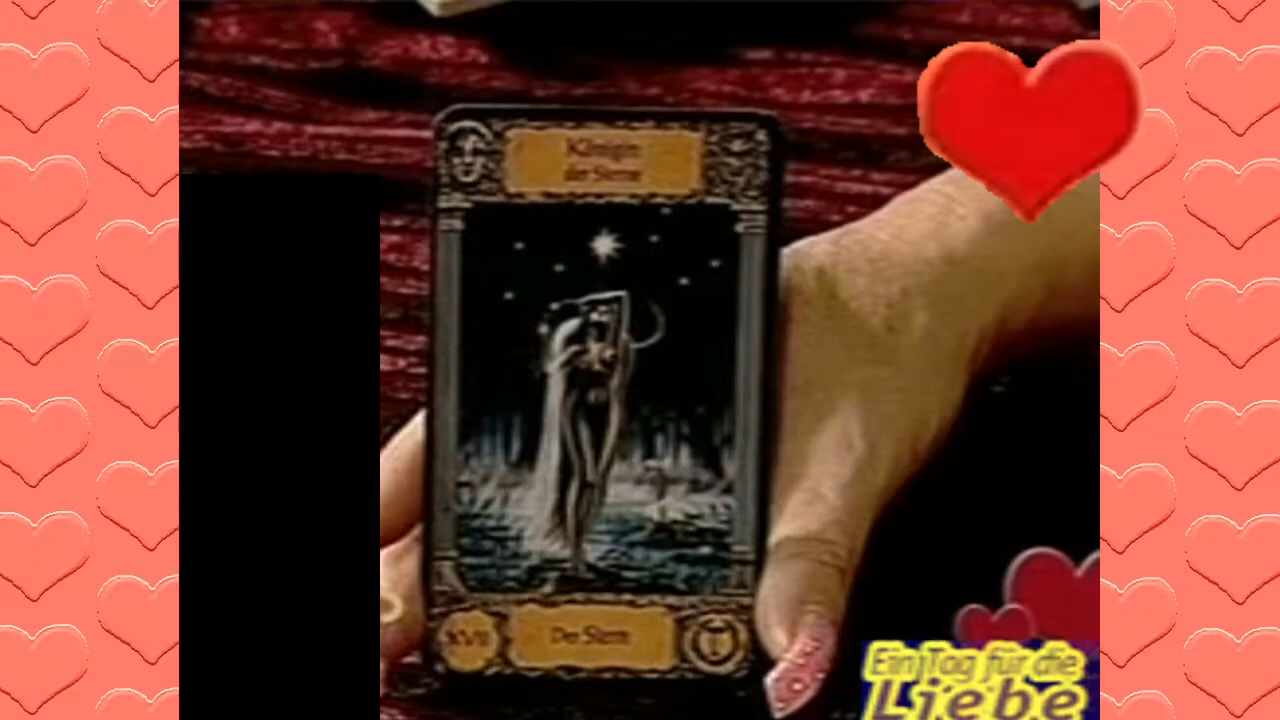 Königin
der Sterne
XVII
Der Stern
Ein Tag für die
Liebe